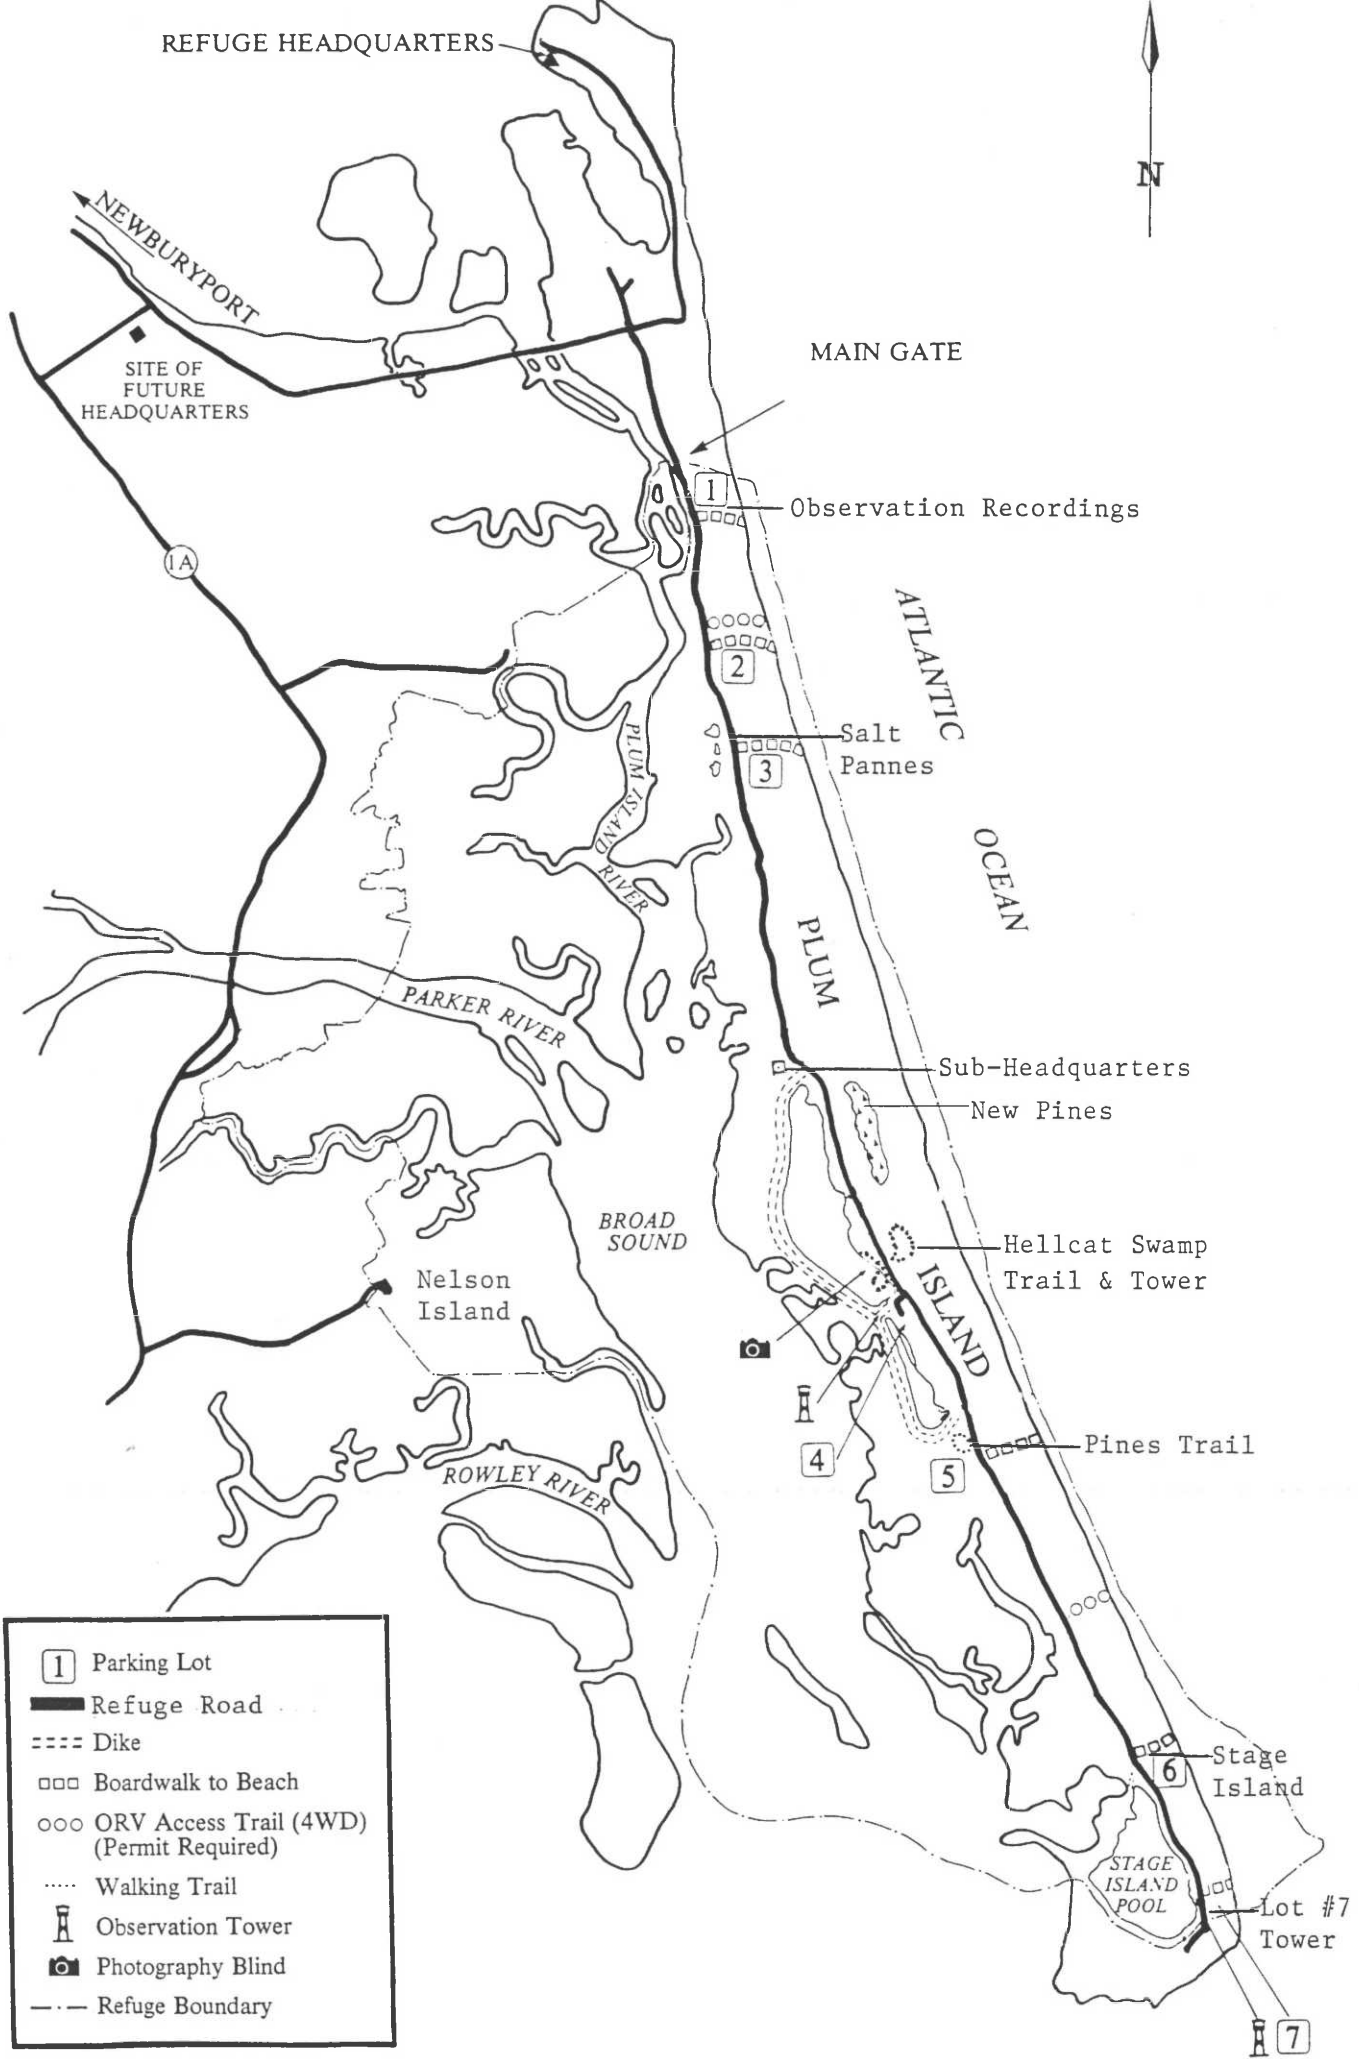 REFUGE HEADQUARTERS
N
NEWBURYPORT
MAIN GATE
SITE OF
FUTURE
HEADQUARTERS
1
Observation Recordings
1A
ATLANTIC
OCEAN
2
Salt
Pannes
3
PLUM ISLAND
RIVER
PLUM
ISLAND
PARKER RIVER
Sub-Headquarters
New Pines
BROAD
SOUND
Hellcat Swamp
Trail & Tower
Nelson
Island
4
5
Pines Trail
ROWLEY RIVER
6
Stage
Island
STAGE
ISLAND
POOL
Lot #7
Tower
7
1 Parking Lot
Refuge Road
Dike
Boardwalk to Beach
ORV Access Trail (4WD)
(Permit Required)
Walking Trail
Observation Tower
Photography Blind
Refuge Boundary